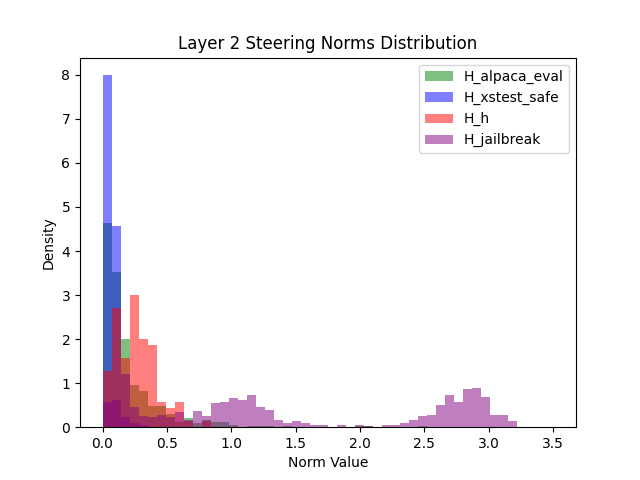 Layer 2 Steering Norms Distribution
H_alpaca_eval
H_xstest_safe
H_h
H_jailbreak
Density
8
7
6
5
4
3
2
1
0
0.0 0.5 1.0 1.5 2.0 2.5 3.0 3.5
Norm Value